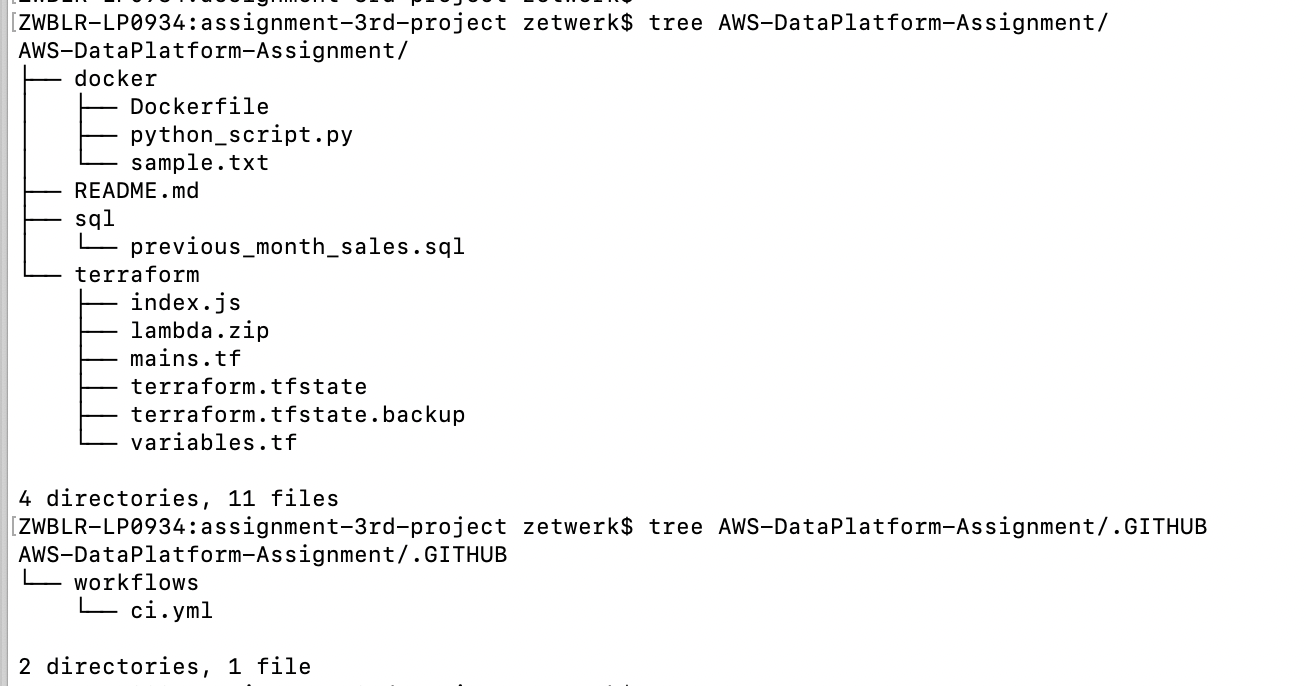 [ZWBLR-LP0934:assignment-3rd-project zetwerk$ tree AWS-DataPlatform-Assignment/
AWS-DataPlatform-Assignment/
├── docker
│   ├── Dockerfile
│   ├── python_script.py
│   └── sample.txt
├── README.md
├── sql
│   └── previous_month_sales.sql
└── terraform
    ├── index.js
    ├── lambda.zip
    ├── mains.tf
    ├── terraform.tfstate
    ├── terraform.tfstate.backup
    └── variables.tf

4 directories, 11 files
[ZWBLR-LP0934:assignment-3rd-project zetwerk$ tree AWS-DataPlatform-Assignment/.GITHUB
AWS-DataPlatform-Assignment/.GITHUB
└── workflows
    └── ci.yml

2 directories, 1 file